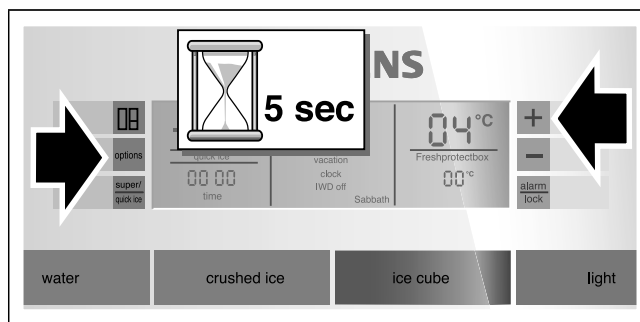 NS
5 sec
04 °C
+
options
quick ice
vacation
Freshprotectbox
−
clock
super/
quick ice
00 00
IWD off
00 °C
alarm
lock
time
Sabbath
water
crushed ice
ice cube
light